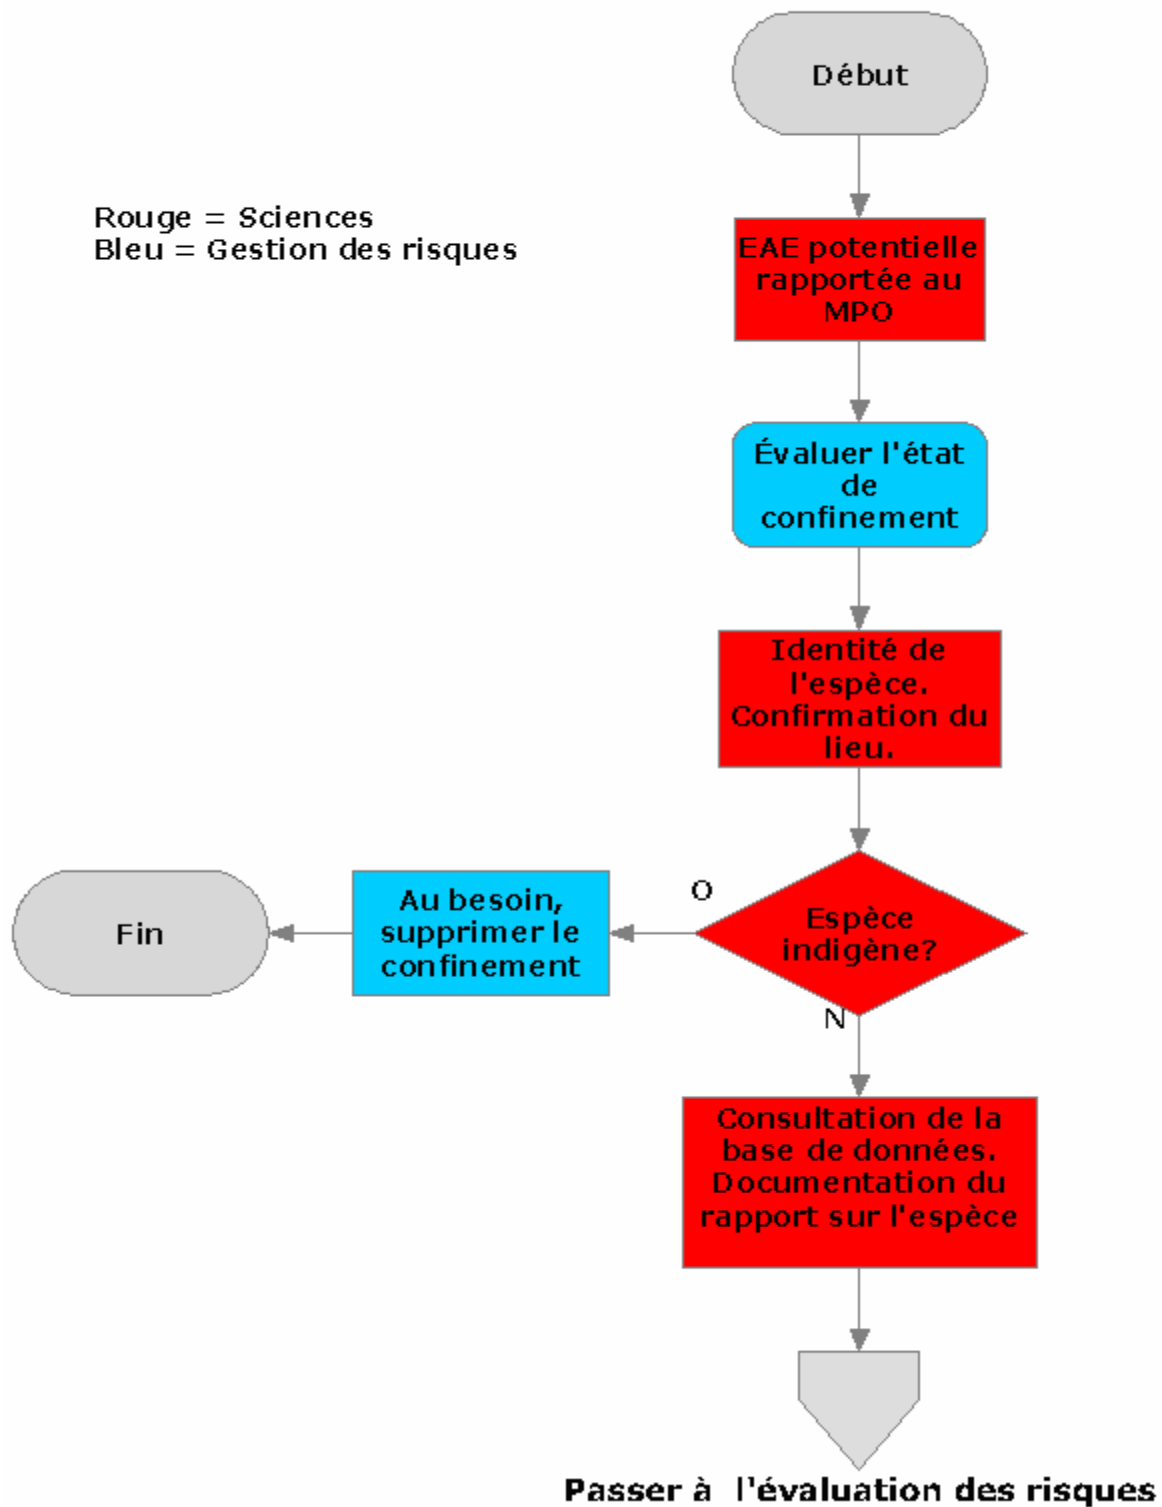 Début
Rouge = Sciences
Bleu = Gestion des risques
EAE potentielle
rapportée au
MPO
Évaluer l'état
de
confinement
Identité de
l'espèce.
Confirmation du
lieu.
O
Espèce
indigène?
Au besoin,
supprimer le
confinement
Fin
N
Consultation de la
base de données.
Documentation du
rapport sur l'espèce
Passer à l'évaluation des risques